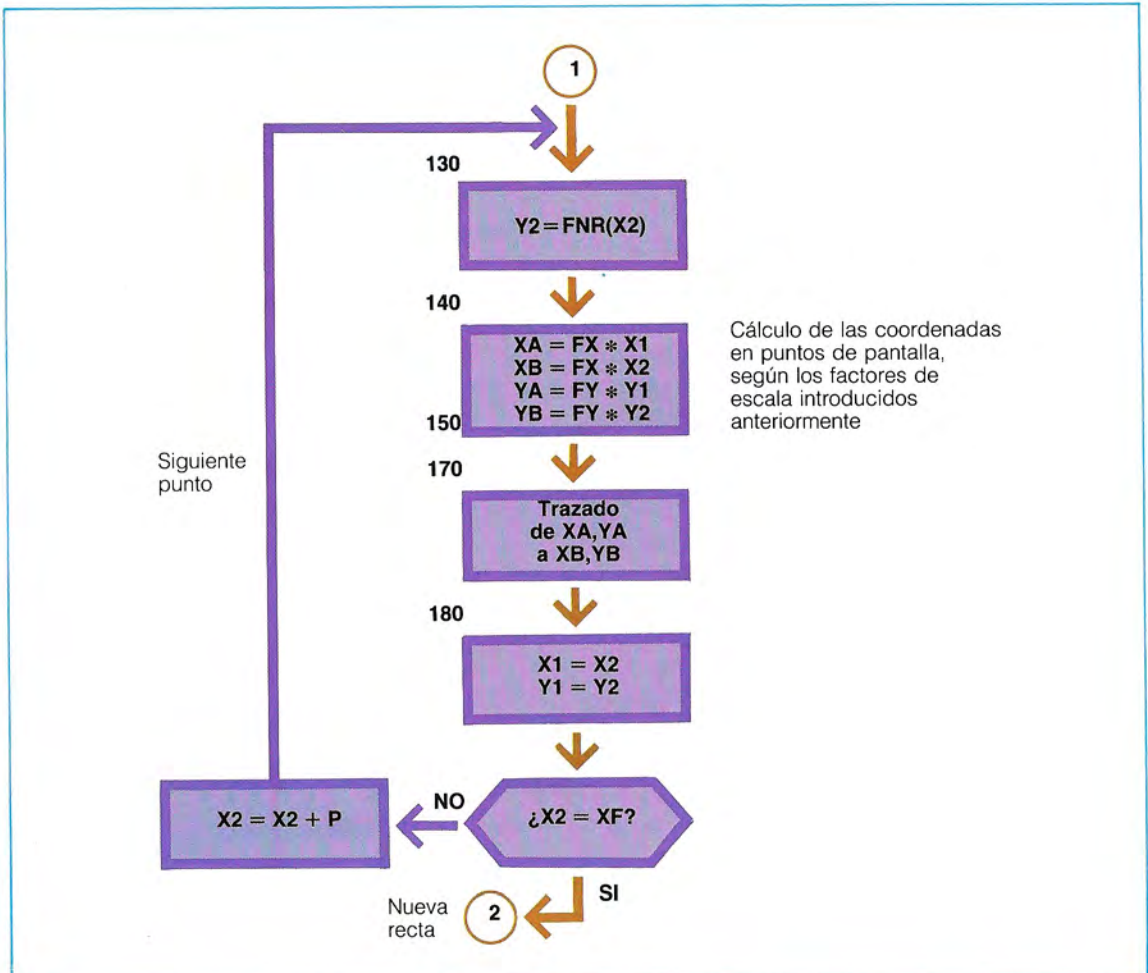 1
130
Y2=FNR(X2)
140
XA = FX * X1
XB = FX * X2
YA = FY * Y1
YB = FY * Y2
150
Cálculo de las coordenadas
en puntos de pantalla,
según los factores de
escala introducidos
anteriormente
Siguiente
punto
170
Trazado
de XA,YA
a XB,YB
180
X1 = X2
Y1 = Y2
X2 = X2 + P
NO
¿X2 = XF?
SI
Nueva
recta
2